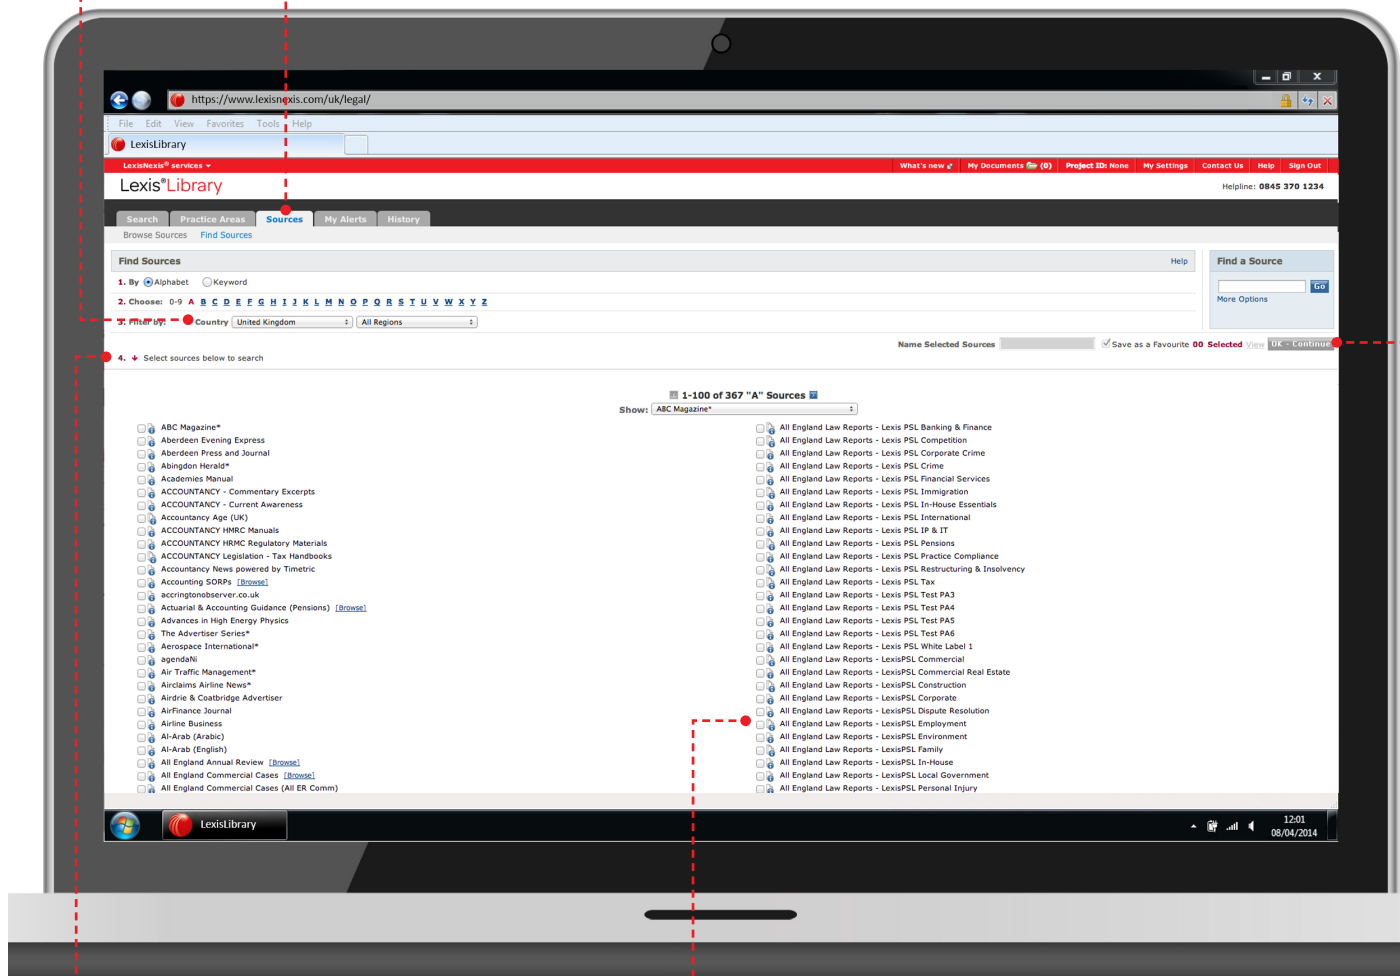 https://www.lexisnexis.com/uk/legal/
File Edit View Favorites Tools Help
LexisLibrary
LexisNexis® services
What's new My Documents (0) Project ID: None My Settings Contact Us Help Sign Out
Lexis®Library
Helpline: 0845 370 1234
Search Practice Areas Sources My Alerts History
Browse Sources Find Sources
Find Sources Help Find a Source
1. By Alphabet Keyword
Go
2. Choose: 0-9 A B C D E F G H I J K L M N O P Q R S T U V W X Y Z
More Options
3. Filter by: Country United Kingdom All Regions
Name Selected Sources Save as a Favourite 00 Selected View OK - Continue
4. Select sources below to search
1-100 of 367 "A" Sources
Show: ABC Magazine*
ABC Magazine*
Aberdeen Evening Express
Aberdeen Press and Journal
Abingdon Herald*
Academies Manual
ACCOUNTANCY - Commentary Excerpts
ACCOUNTANCY - Current Awareness
Accountancy Age (UK)
ACCOUNTANCY HMRC Manuals
ACCOUNTANCY HRMC Regulatory Materials
ACCOUNTANCY Legislation - Tax Handbooks
Accountancy News powered by Timetric
Accounting SORPs [Browse]
accringtonobserver.co.uk
Actuarial & Accounting Guidance (Pensions) [Browse]
Advances in High Energy Physics
The Advertiser Series*
Aerospace International*
agendaNi
Air Traffic Management*
Airclaims Airline News*
Airdrie & Coatbridge Advertiser
AirFinance Journal
Airline Business
Al-Arab (Arabic)
Al-Arab (English)
All England Annual Review [Browse]
All England Commercial Cases [Browse]
All England Commercial Cases (All ER Comm)
All England Law Reports - Lexis PSL Banking & Finance
All England Law Reports - Lexis PSL Competition
All England Law Reports - Lexis PSL Corporate Crime
All England Law Reports - Lexis PSL Crime
All England Law Reports - Lexis PSL Financial Services
All England Law Reports - Lexis PSL Immigration
All England Law Reports - Lexis PSL In-House Essentials
All England Law Reports - Lexis PSL International
All England Law Reports - Lexis PSL IP & IT
All England Law Reports - Lexis PSL Pensions
All England Law Reports - Lexis PSL Practice Compliance
All England Law Reports - Lexis PSL Restructuring & Insolvency
All England Law Reports - Lexis PSL Tax
All England Law Reports - Lexis PSL Test PA3
All England Law Reports - Lexis PSL Test PA4
All England Law Reports - Lexis PSL Test PA5
All England Law Reports - Lexis PSL Test PA6
All England Law Reports - Lexis PSL White Label 1
All England Law Reports - LexisPSL Commercial
All England Law Reports - LexisPSL Commercial Real Estate
All England Law Reports - LexisPSL Construction
All England Law Reports - LexisPSL Corporate
All England Law Reports - LexisPSL Dispute Resolution
All England Law Reports - LexisPSL Employment
All England Law Reports - LexisPSL Environment
All England Law Reports - LexisPSL Family
All England Law Reports - LexisPSL In-House
All England Law Reports - LexisPSL Local Government
All England Law Reports - LexisPSL Personal Injury
LexisLibrary
12:01
08/04/2014